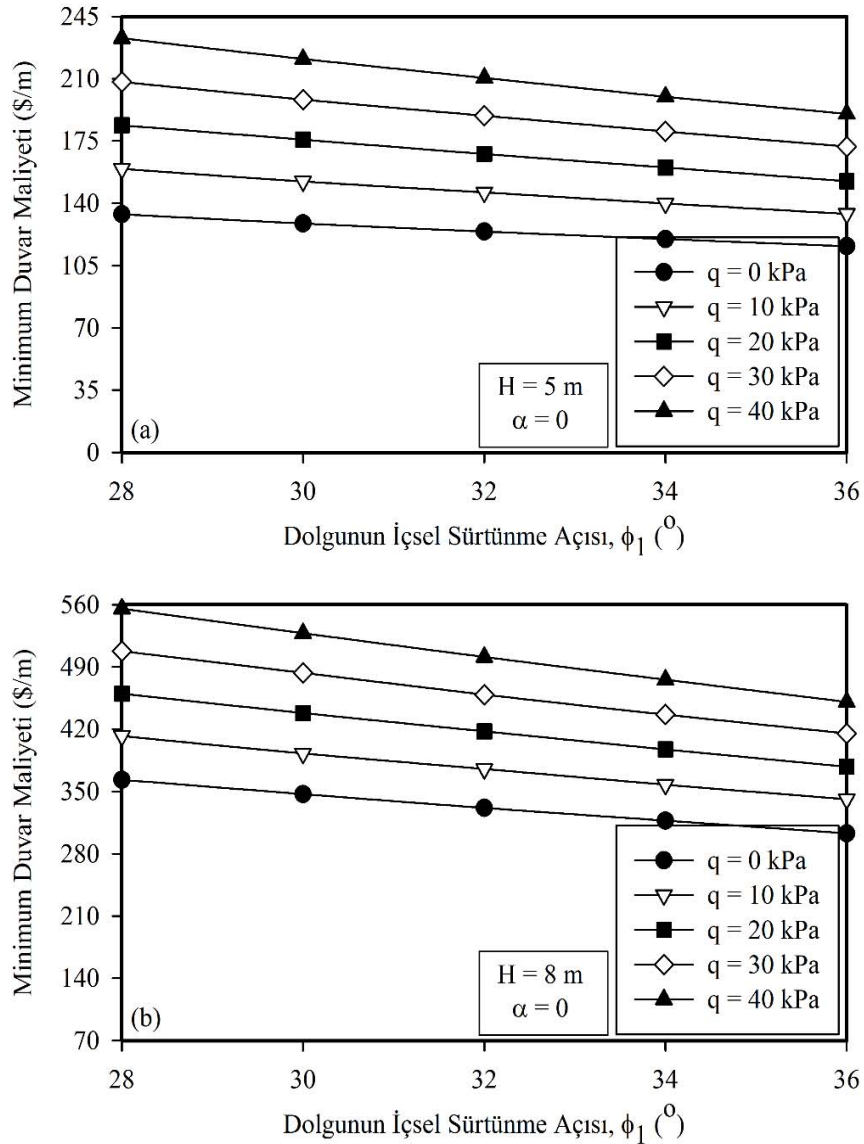 Minimum Duvar Maliyeti ($/m)
245
210
175
140
105
70
35
0
(a)
H = 5 m
α = 0
q = 0 kPa
q = 10 kPa
q = 20 kPa
q = 30 kPa
q = 40 kPa
28 30 32 34 36
Dolgunun İçsel Sürtünme Açısı, ϕ1 (o)
Minimum Duvar Maliyeti ($/m)
560
490
420
350
280
210
140
70
(b)
H = 8 m
α = 0
q = 0 kPa
q = 10 kPa
q = 20 kPa
q = 30 kPa
q = 40 kPa
28 30 32 34 36
Dolgunun İçsel Sürtünme Açısı, ϕ1 (o)